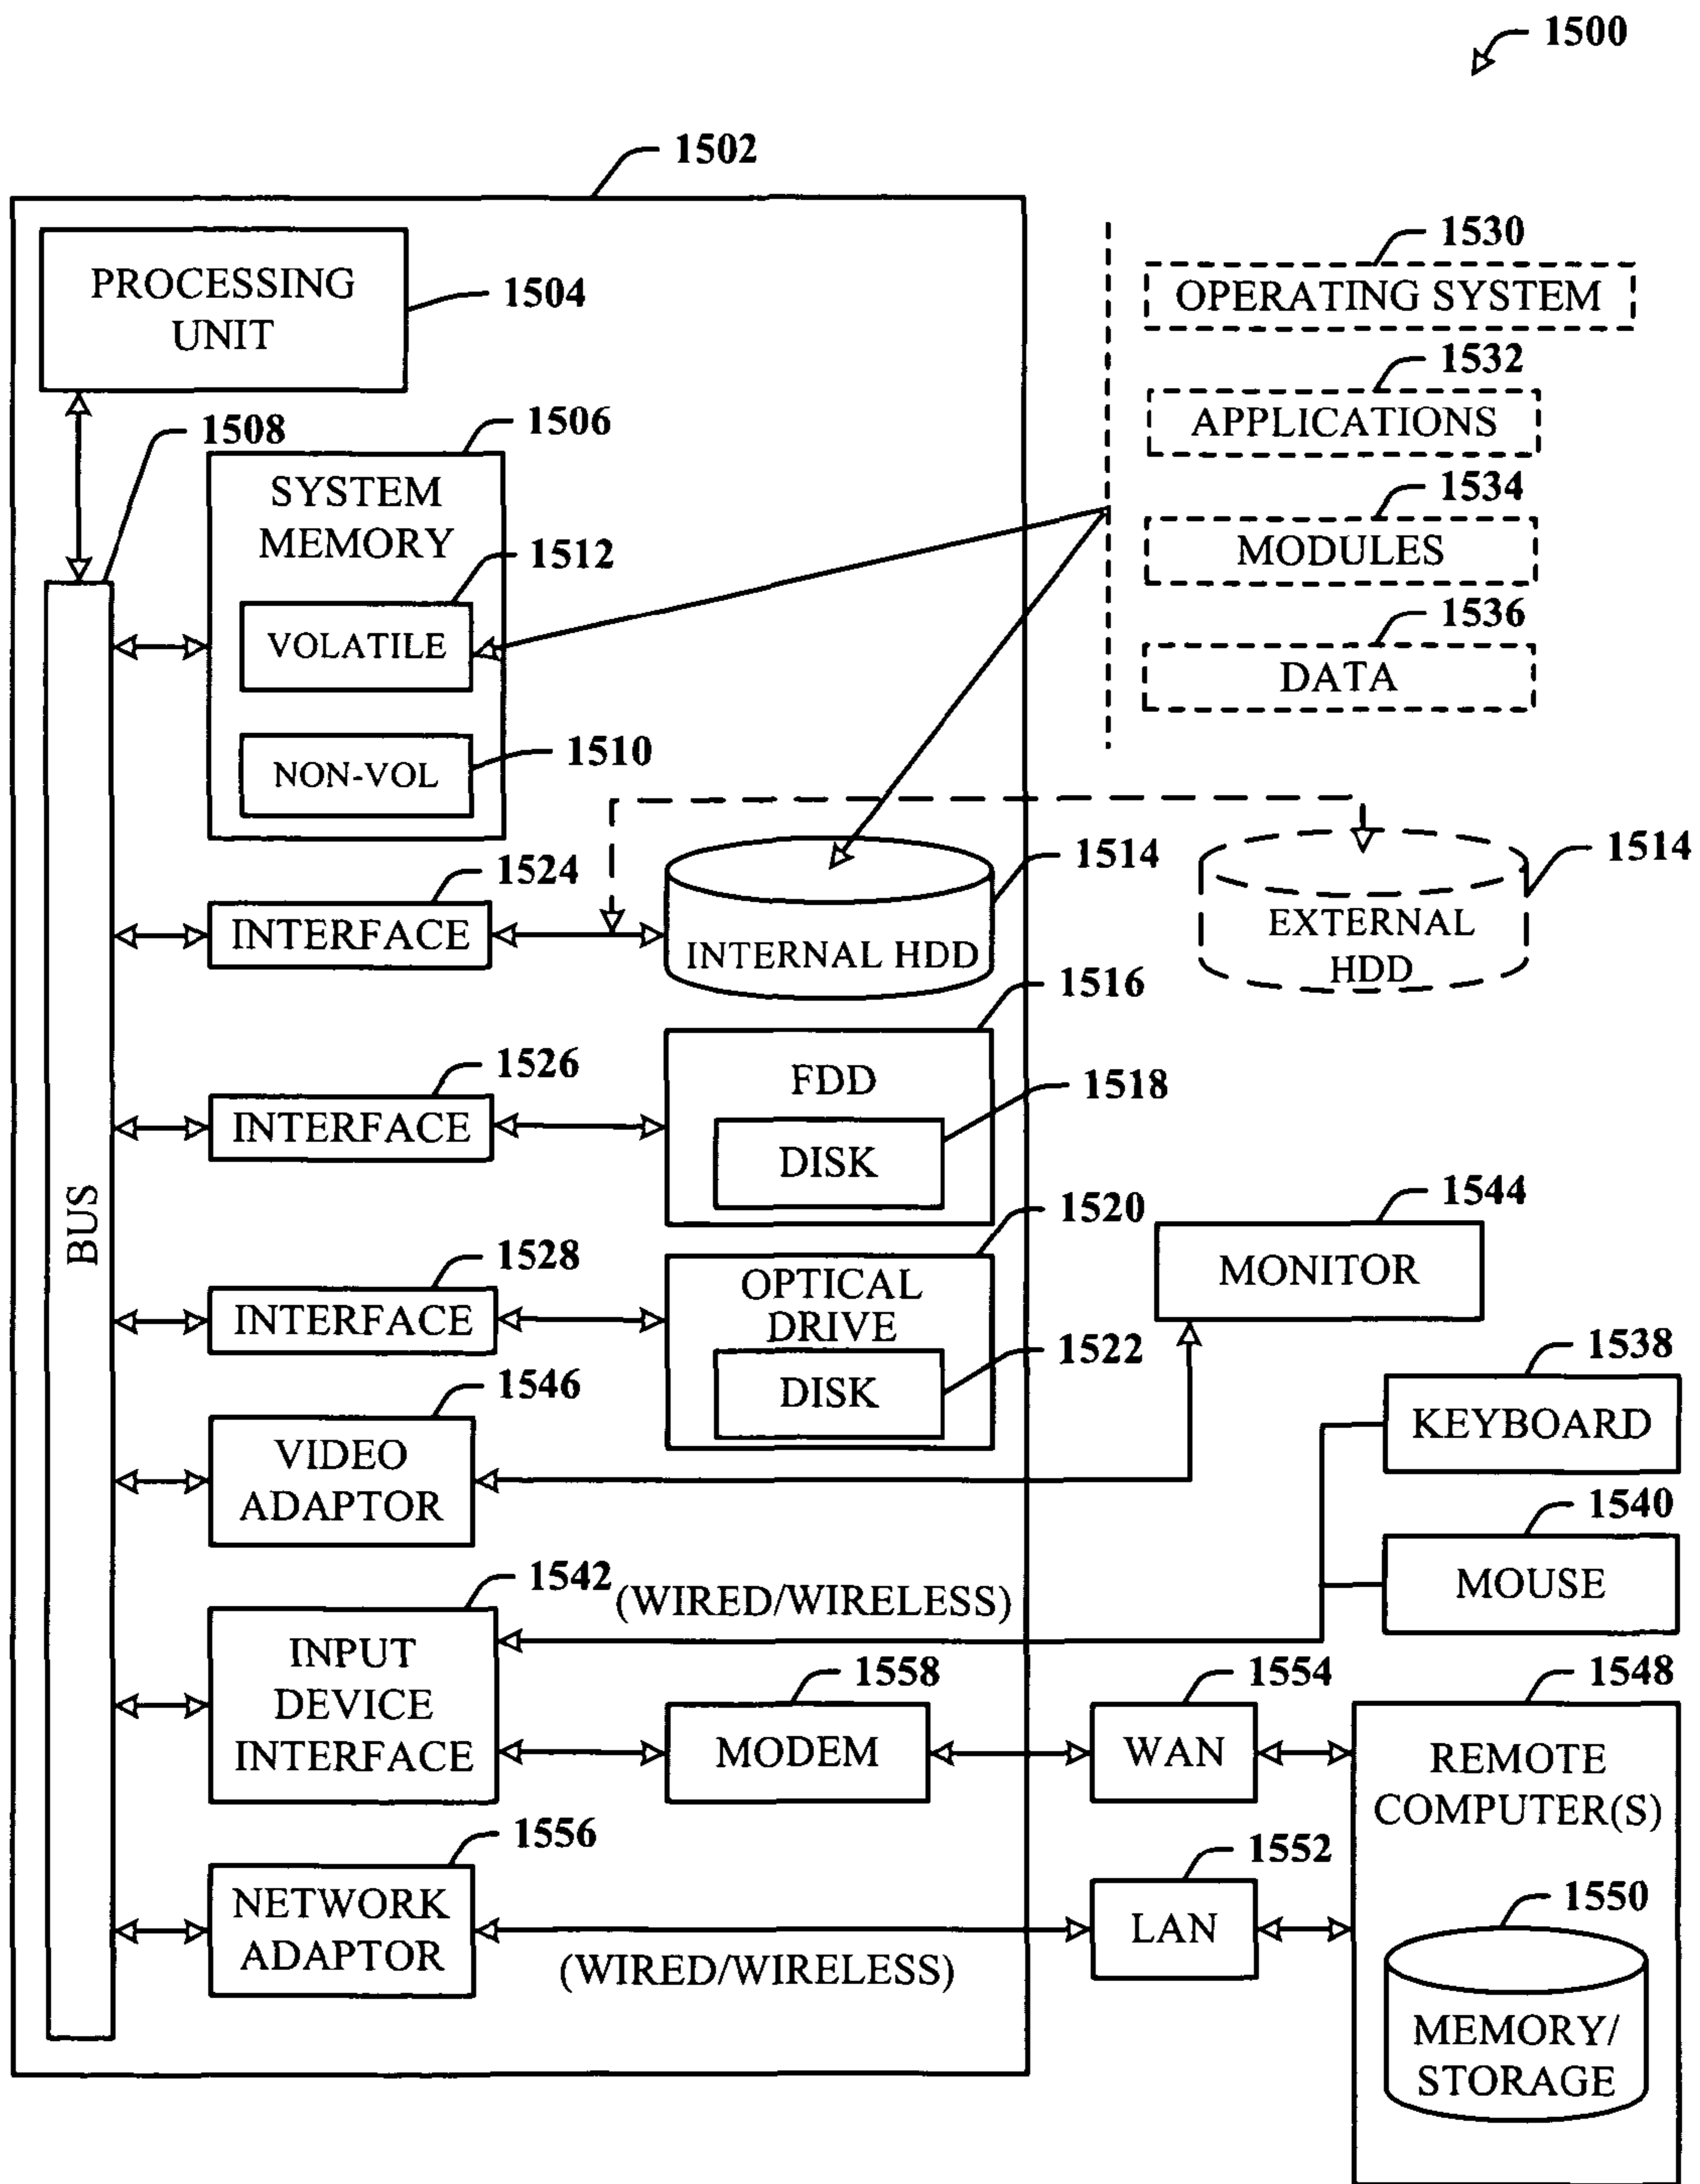 1500
1502
PROCESSING
UNIT
1504
1530
OPERATING SYSTEM
1532
APPLICATIONS
1534
MODULES
1536
DATA
1508
1506
SYSTEM
MEMORY
1512
VOLATILE
1510
NON-VOL
1524
INTERFACE
1514
INTERNAL HDD
1514
EXTERNAL
HDD
1516
FDD
1526
INTERFACE
1518
DISK
BUS
1520
OPTICAL
DRIVE
1528
INTERFACE
1522
DISK
1544
MONITOR
1546
VIDEO
ADAPTOR
1538
KEYBOARD
1540
MOUSE
1542
(WIRED/WIRELESS)
INPUT
DEVICE
INTERFACE
1558
MODEM
1554
WAN
1548
REMOTE
COMPUTER(S)
1556
NETWORK
ADAPTOR
(WIRED/WIRELESS)
1552
LAN
1550
MEMORY/
STORAGE